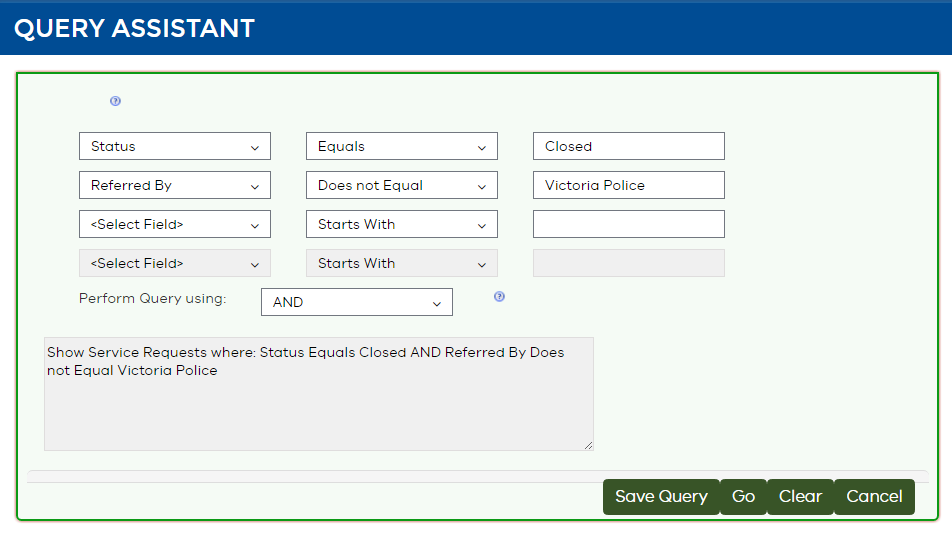 QUERY ASSISTANT
?
Status Equals Closed
Referred By Does not Equal Victoria Police
<Select Field> Starts With
<Select Field> Starts With
Perform Query using: AND ?
Show Service Requests where: Status Equals Closed AND Referred By Does
not Equal Victoria Police
Save Query Go Clear Cancel